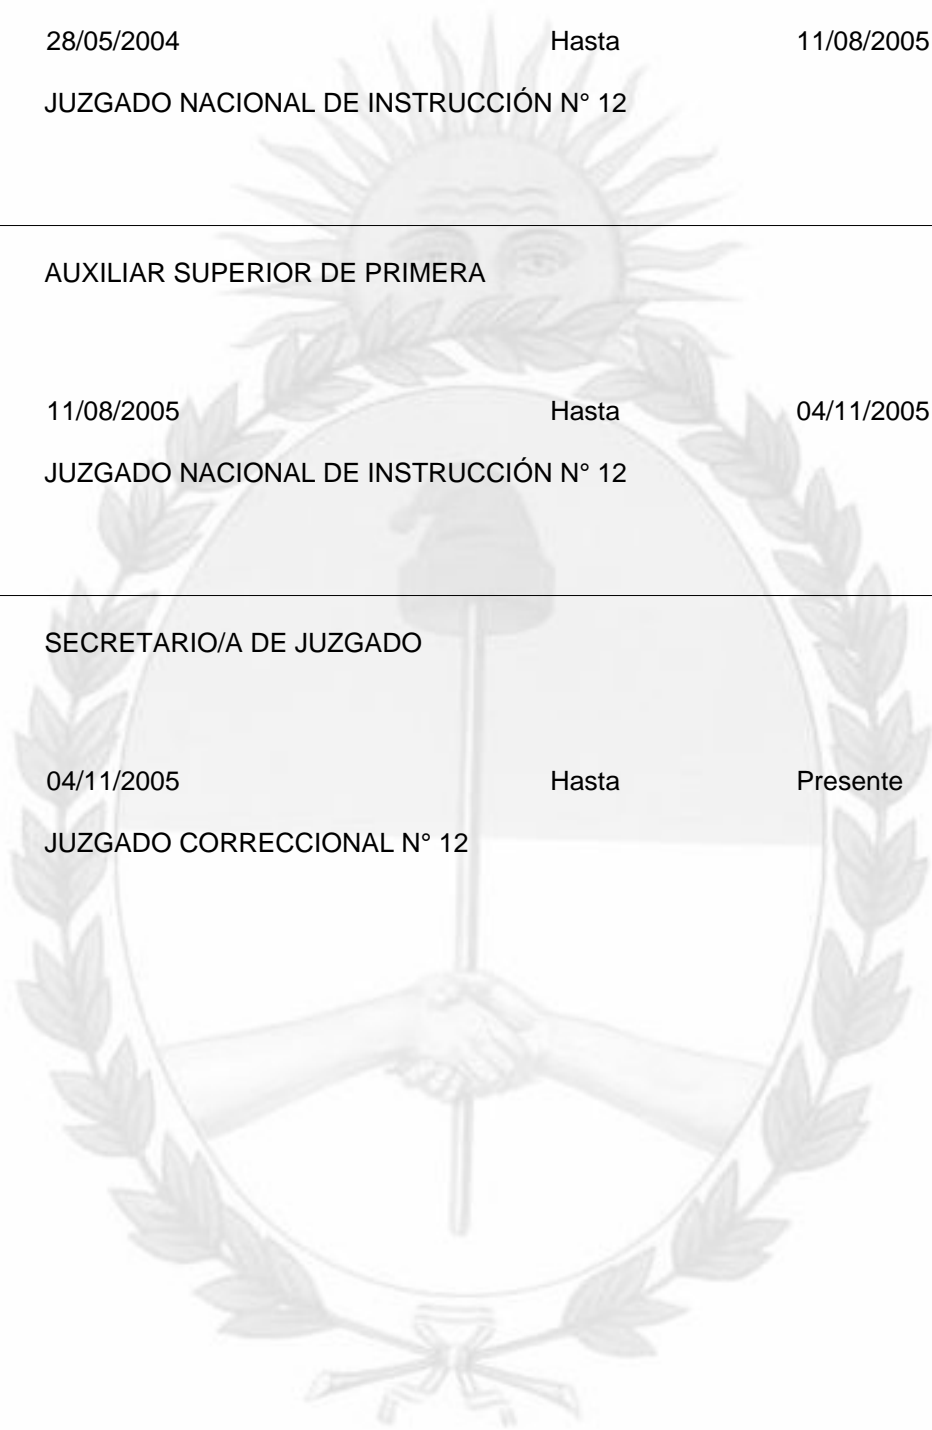 28/05/2004 Hasta 11/08/2005
JUZGADO NACIONAL DE INSTRUCCIÓN N° 12
AUXILIAR SUPERIOR DE PRIMERA
11/08/2005 Hasta 04/11/2005
JUZGADO NACIONAL DE INSTRUCCIÓN N° 12
SECRETARIO/A DE JUZGADO
04/11/2005 Hasta Presente
JUZGADO CORRECCIONAL N° 12